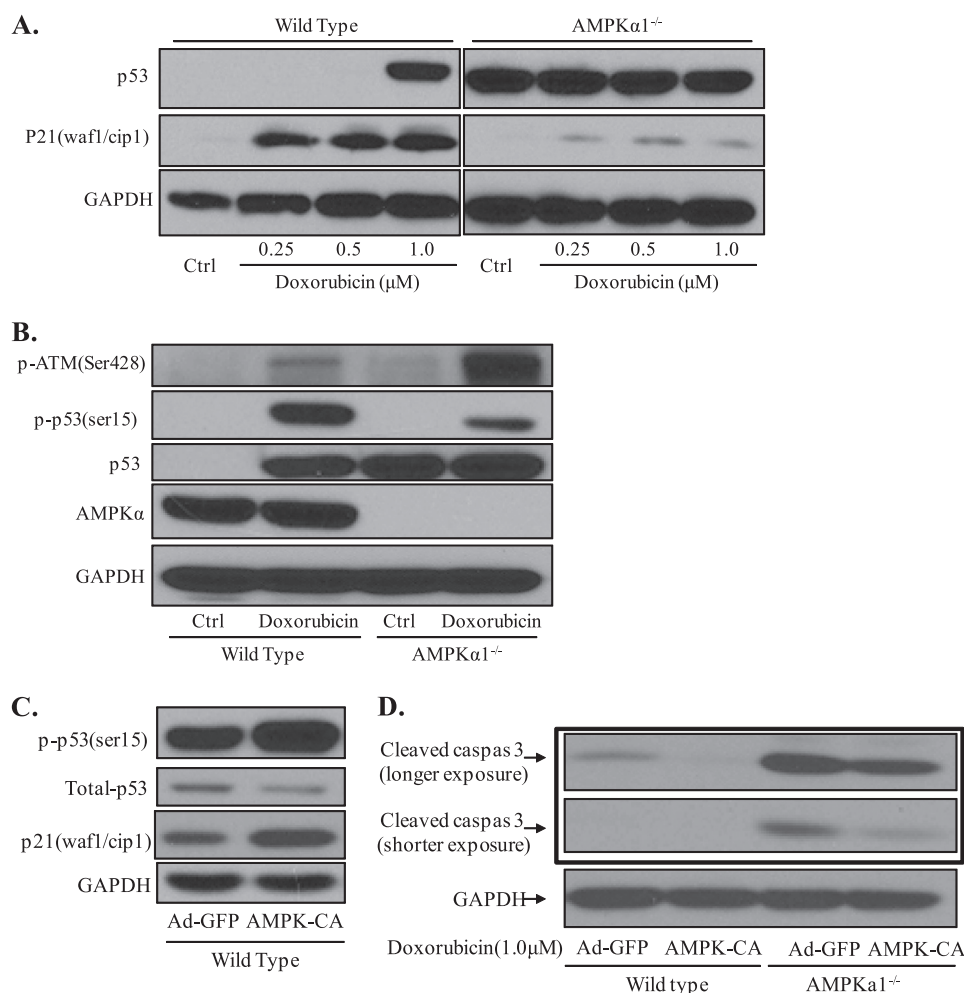 A.
Wild Type AMPKα1-/-
p53
P21(waf1/cip1)
GAPDH
0.25 0.5 1.0 0.25 0.5 1.0
Ctrl Doxorubicin (μM) Ctrl Doxorubicin (μM)
B.
p-ATM(Ser428)
p-p53(ser15)
p53
AMPKα
GAPDH
Ctrl Doxorubicin Ctrl Doxorubicin
Wild Type AMPKα1-/-
C.
p-p53(ser15)
Total-p53
p21(waf1/cip1)
GAPDH
Ad-GFP AMPK-CA
Wild Type
D.
Cleaved caspas 3
(longer exposure)
Cleaved caspas 3
(shorter exposure)
GAPDH
Doxorubicin(1.0μM) Ad-GFP AMPK-CA Ad-GFP AMPK-CA
Wild type AMPKa1-/-